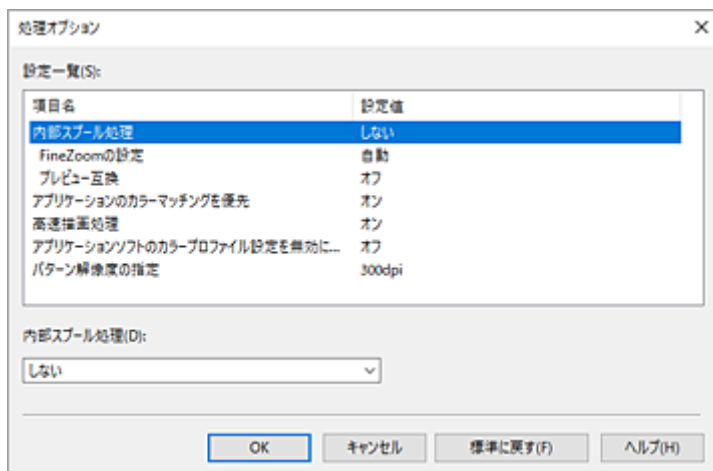 処理オプション
設定一覧(S):
項目名 設定値
内部スプール処理 しない
FineZoomの設定 自動
プレビュー互換 オフ
アプリケーションのカラーマッチングを優先 オン
高速描画処理 オン
アプリケーションソフトのカラープロファイル設定を無効に... オフ
パターン解像度の指定 300dpi
内部スプール処理(D):
しない
OK キャンセル 標準に戻す(F) ヘルプ(H)